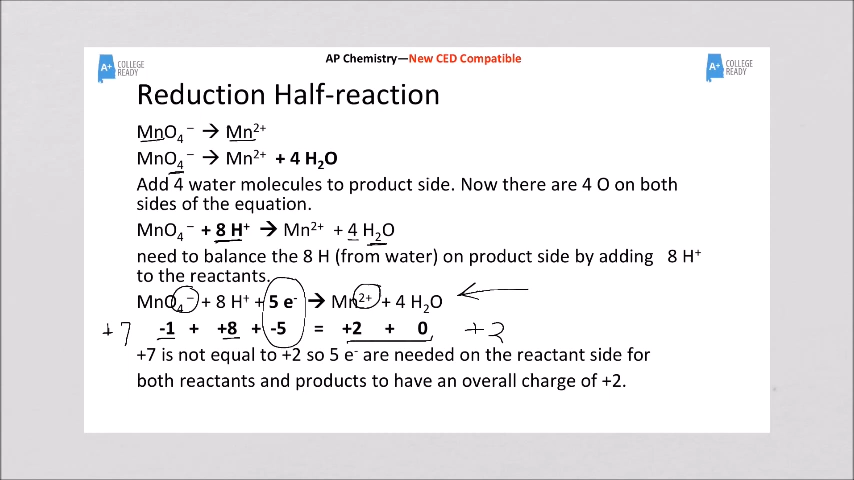 AP Chemistry—New CED Compatible
A+ COLLEGE READY
A+ COLLEGE READY
Reduction Half-reaction
MnO₄⁻ → Mn²⁺
MnO₄⁻ → Mn²⁺ + 4 H₂O
Add 4 water molecules to product side. Now there are 4 O on both
sides of the equation.
MnO₄⁻ + 8 H⁺ → Mn²⁺ + 4 H₂O
need to balance the 8 H (from water) on product side by adding 8 H⁺
to the reactants.
MnO₄⁻ + 8 H⁺ + 5 e⁻ → Mn²⁺ + 4 H₂O
+7 -1 + +8 + -5 = +2 + 0 +2
+7 is not equal to +2 so 5 e⁻ are needed on the reactant side for
both reactants and products to have an overall charge of +2.